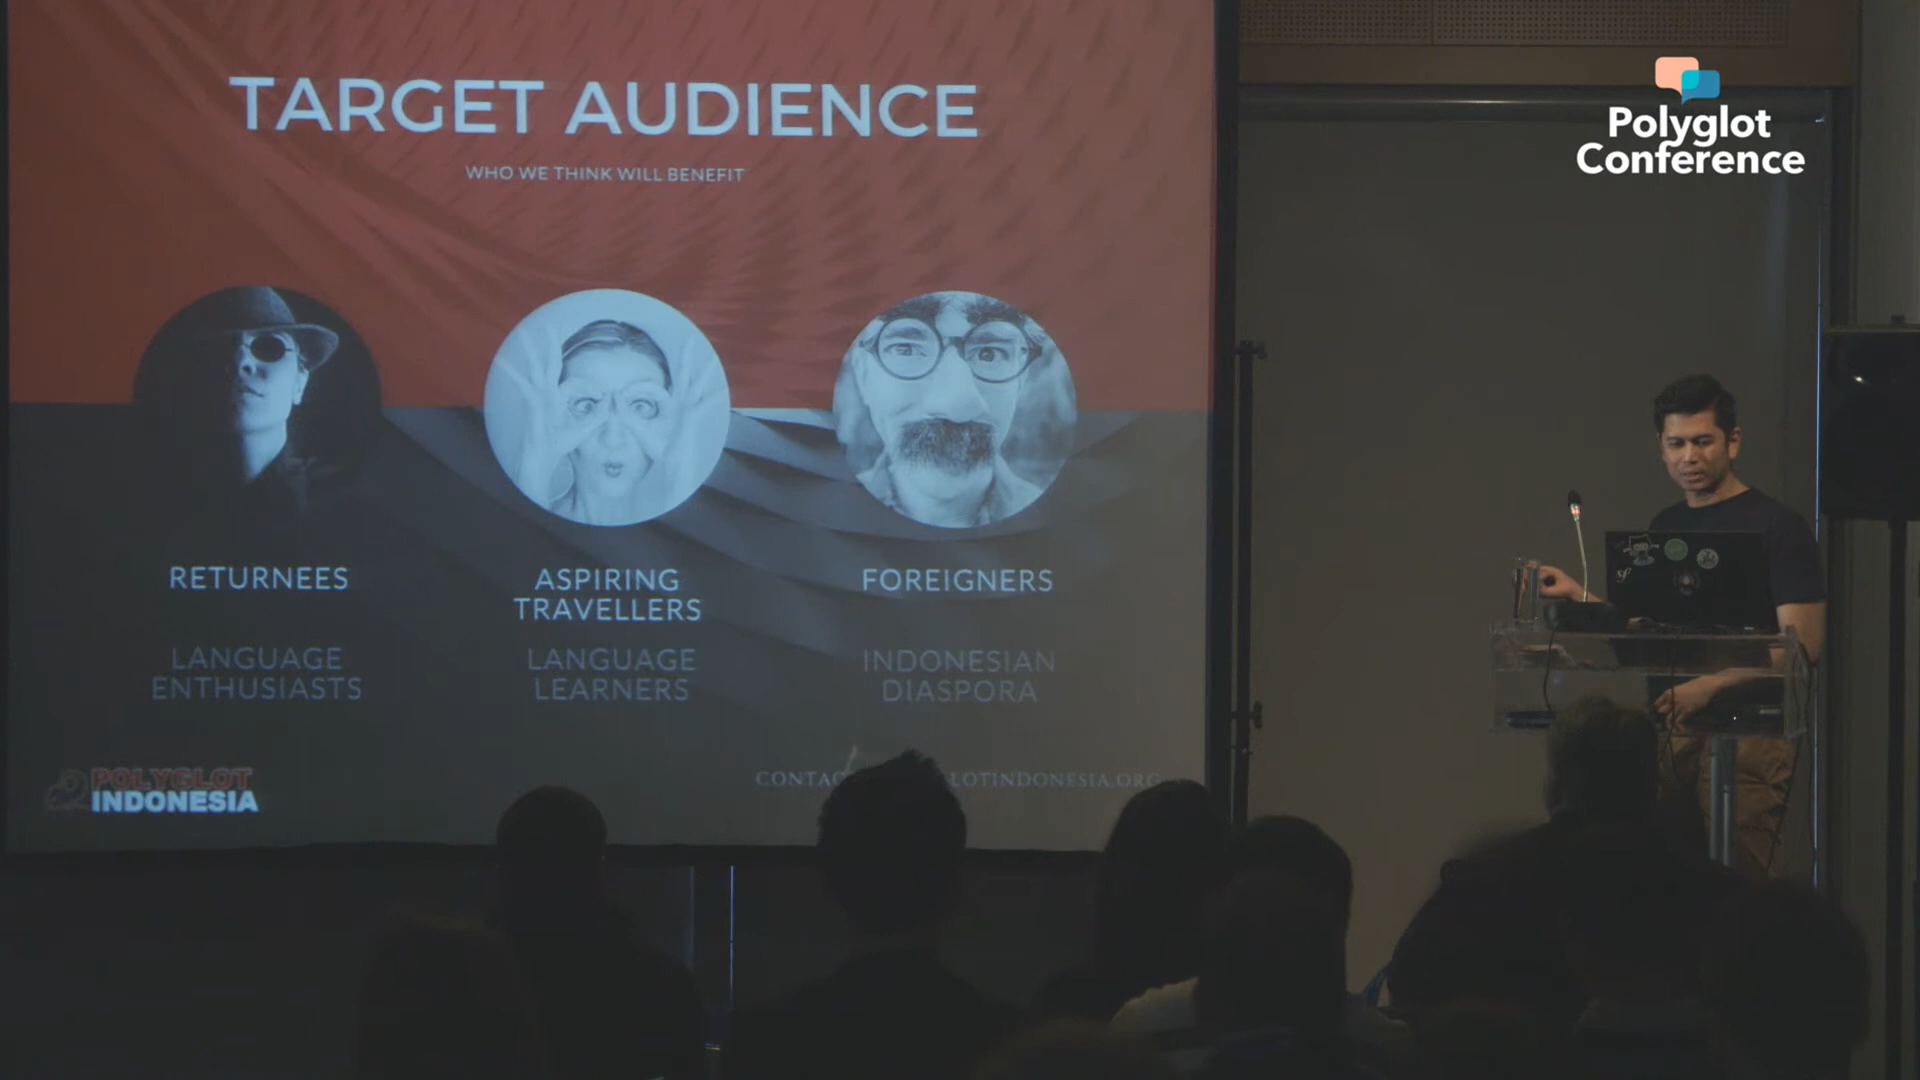 TARGET AUDIENCE
WHO WE THINK WILL BENEFIT
Polyglot
Conference
RETURNEES
ASPIRING
TRAVELLERS
FOREIGNERS
LANGUAGE
ENTHUSIASTS
LANGUAGE
LEARNERS
INDONESIAN
DIASPORA
POLYGLOT
INDONESIA